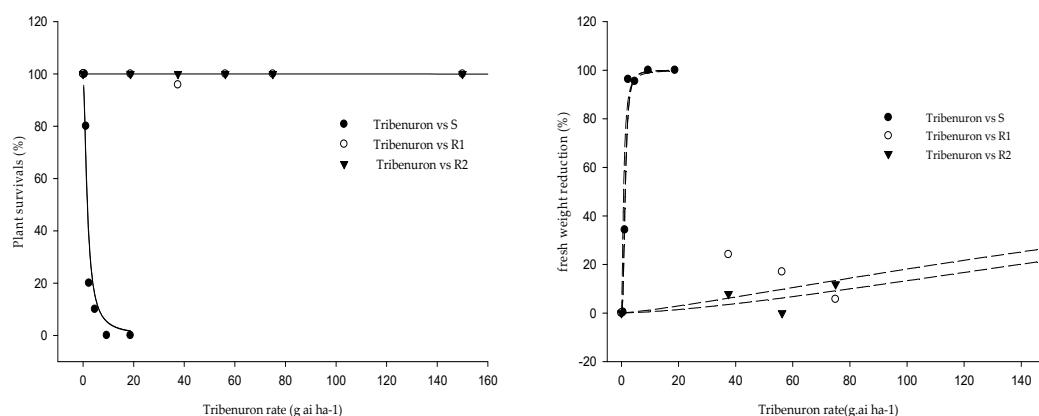 120
100
80
60
40
20
0
Plant survivals (%)
Tribenuron vs S
Tribenuron vs R1
Tribenuron vs R2
0 20 40 60 80 100 120 140 160
Tribenuron rate (g ai ha-1)
120
100
80
60
40
20
0
-20
fresh weight reduction (%)
Tribenuron vs S
Tribenuron vs R1
Tribenuron vs R2
0 20 40 60 80 100 120 140
Tribenuron rate(g.ai ha-1)